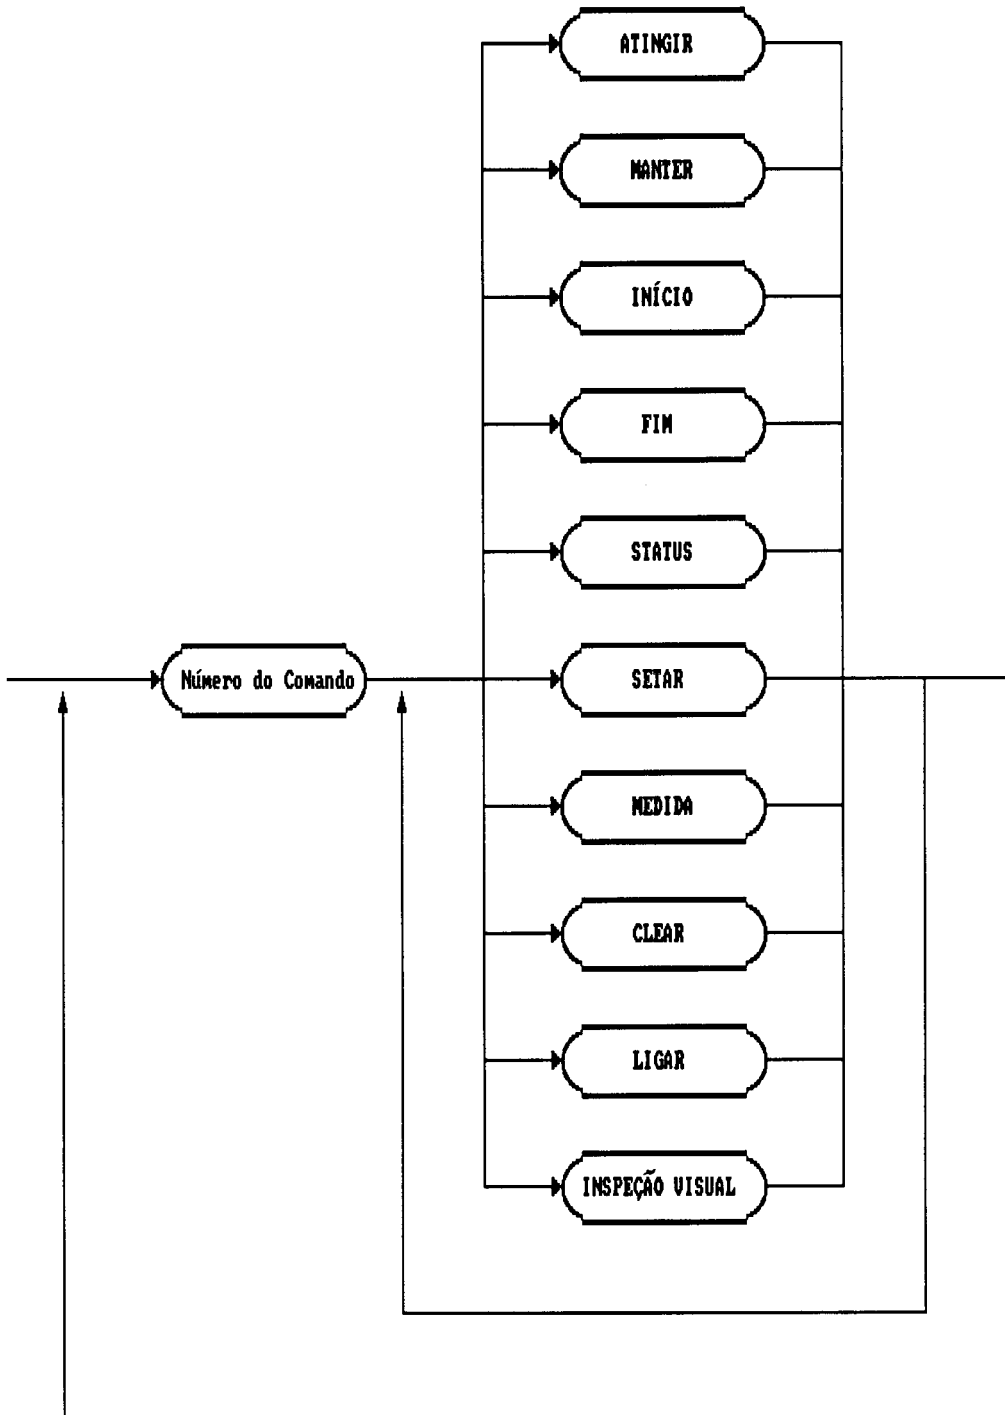 ATINGIR
MANTER
INÍCIO
FIM
STATUS
Número do Comando
SETAR
MEDIDA
CLEAR
LIGAR
INSPEÇÃO VISUAL